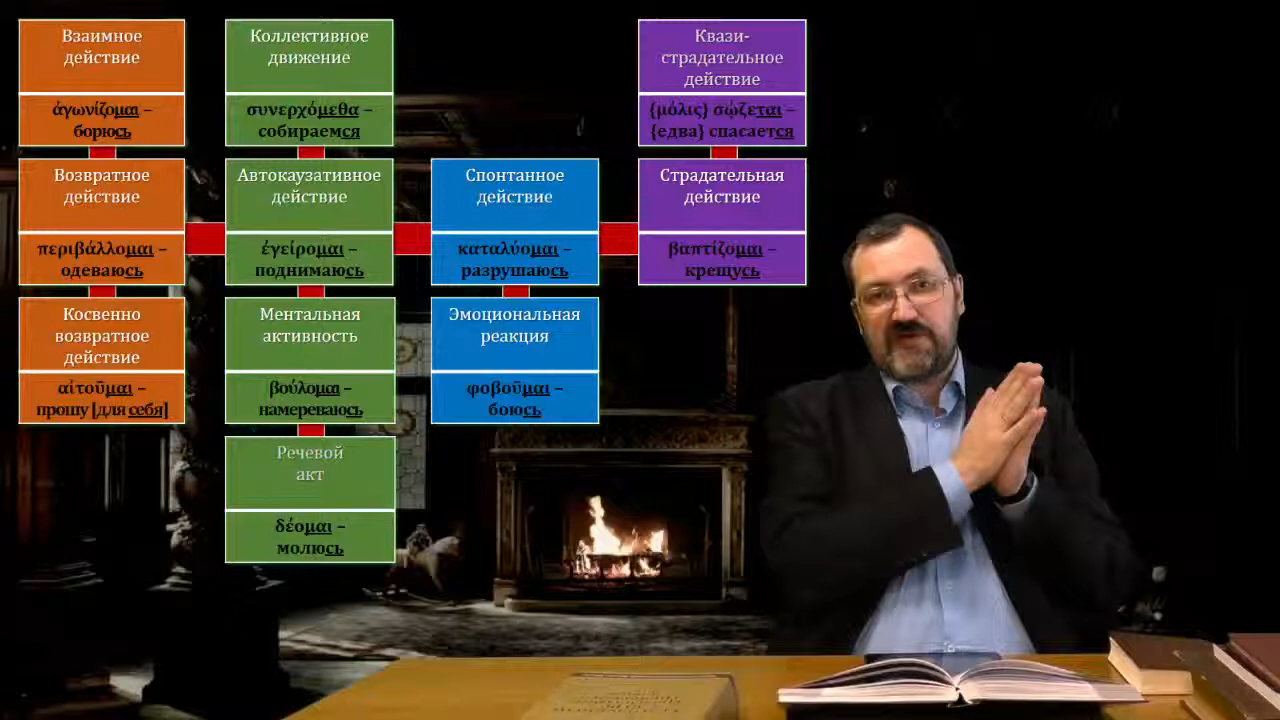 Взаимное
действие
ἀγωνίζομαι –
борюсь
Коллективное
движение
συνερχόμεθα –
собираемся
Квази-
страдательное
действие
{μόλις} σῴζεται –
{едва} спасается
Возвратное
действие
περιβάλλομαι –
одеваюсь
Автокаузативное
действие
ἐγείρομαι –
поднимаюсь
Спонтанное
действие
καταλύομαι –
разрушаюсь
Страдательная
действие
βαπτίζομαι –
крещусь
Косвенно
возвратное
действие
αἰτοῦμαι –
прошу [для себя]
Ментальная
активность
βούλομαι –
намереваюсь
Эмоциональная
реакция
φοβοῦμαι –
боюсь
Речевой
акт
δέομαι –
молюсь